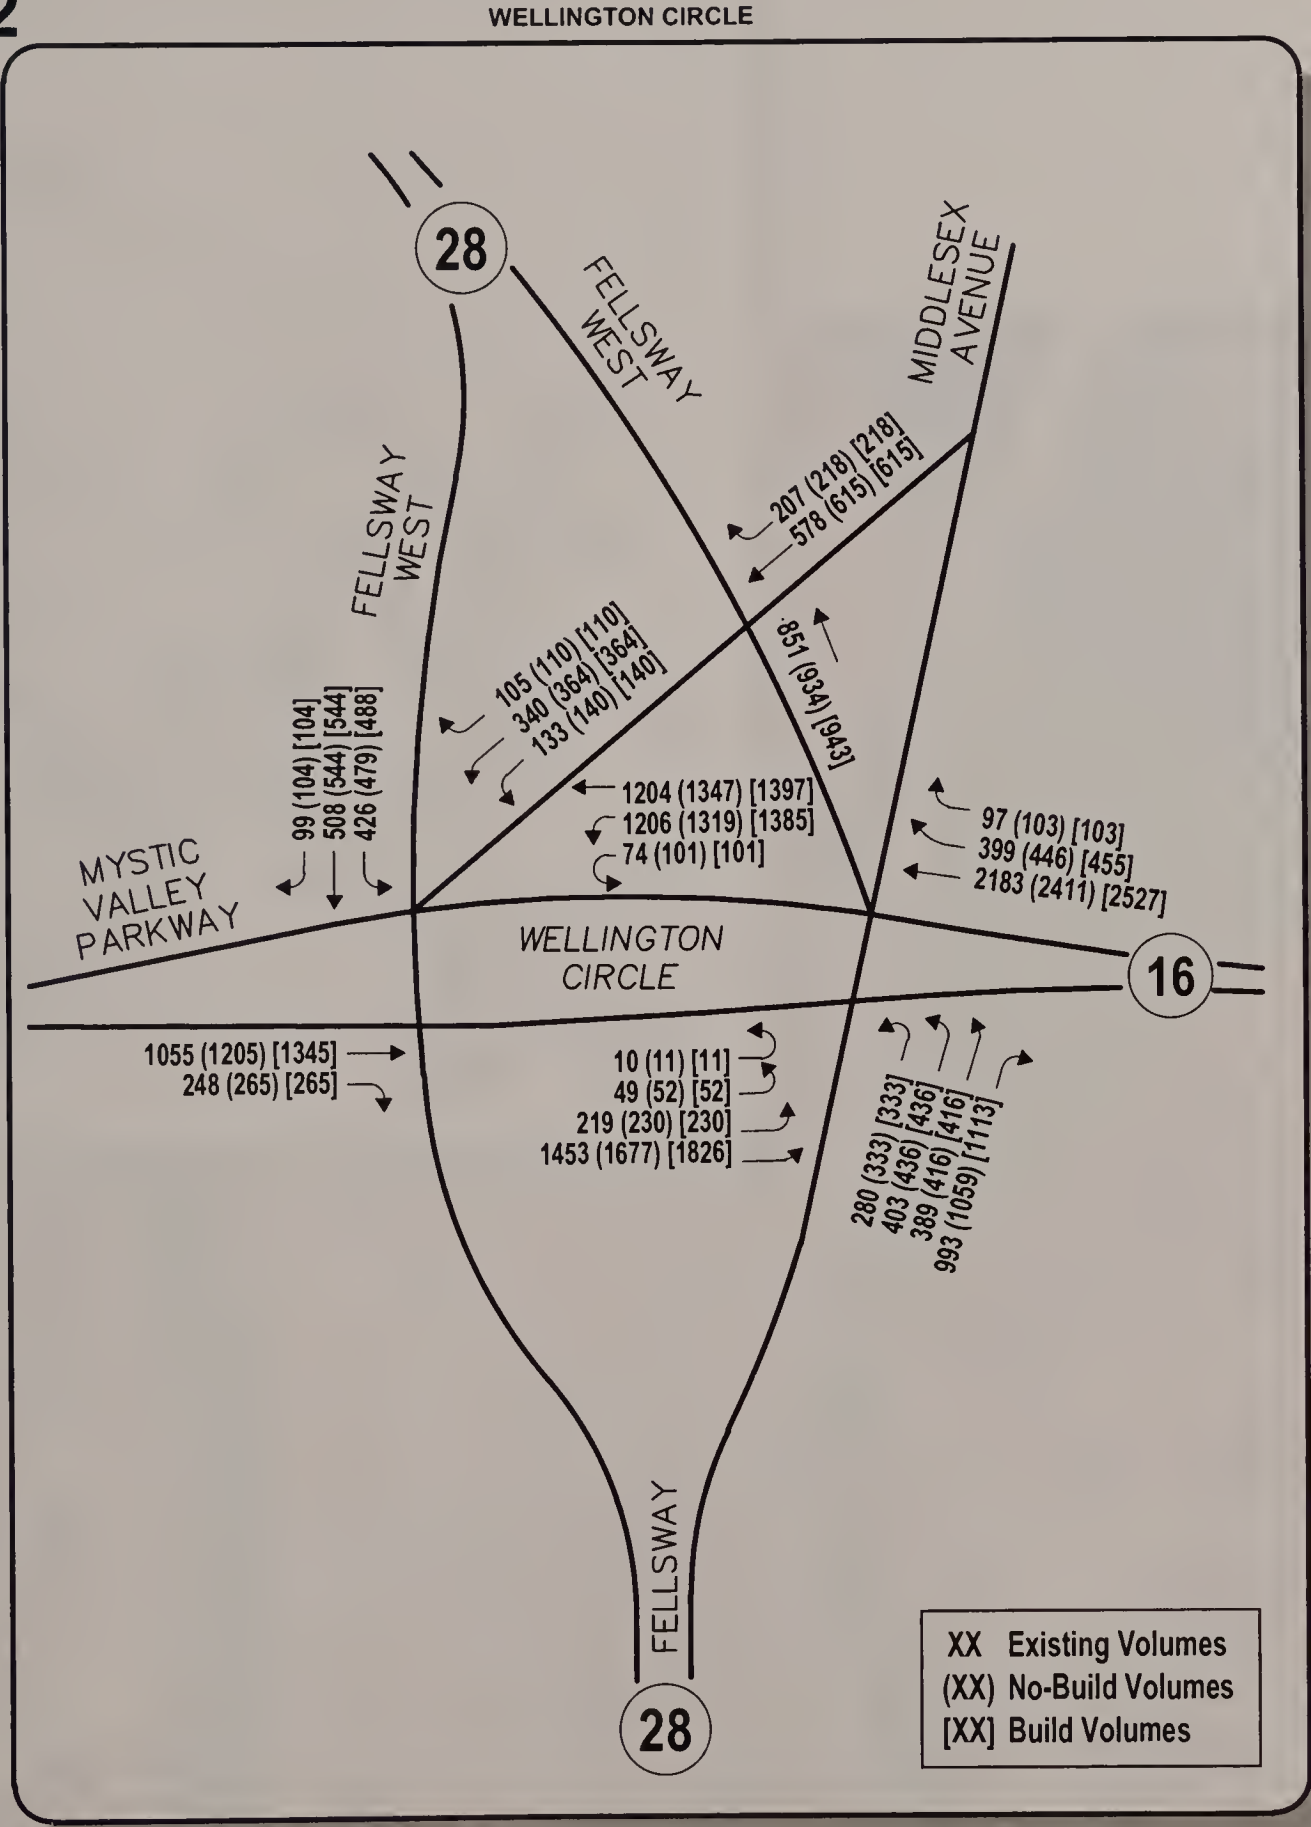 2
WELLINGTON CIRCLE
28
FELLSWAY
WEST
MIDDLESEX
AVENUE
FELLSWAY
WEST
207 (218) [218]
578 (615) [615]
105 (110) [110]
340 (364) [364]
133 (140) [140]
851 (934) [943]
99 (104) [104]
508 (544) [544]
426 (479) [488]
1204 (1347) [1397]
1206 (1319) [1385]
74 (101) [101]
97 (103) [103]
399 (446) [455]
2183 (2411) [2527]
MYSTIC
VALLEY
PARKWAY
WELLINGTON
CIRCLE
16
1055 (1205) [1345]
248 (265) [265]
10 (11) [11]
49 (52) [52]
219 (230) [230]
1453 (1677) [1826]
280 (333) [333]
403 (436) [436]
389 (416) [416]
993 (1059) [1113]
FELLSWAY
28
XX Existing Volumes
(XX) No-Build Volumes
[XX] Build Volumes